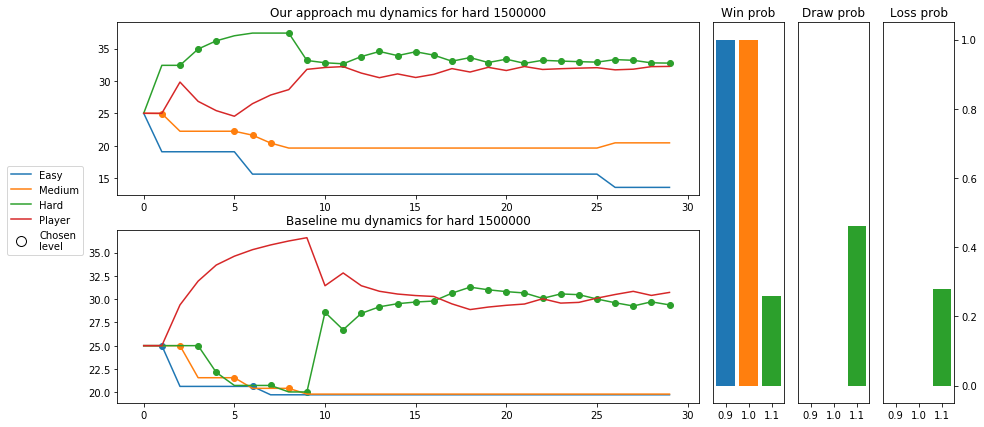 Our approach mu dynamics for hard 1500000
35
30
25
20
15
0 5 10 15 20 25 30
Easy
Medium
Hard
Player
Chosen
level
Baseline mu dynamics for hard 1500000
35.0
32.5
30.0
27.5
25.0
22.5
20.0
0 5 10 15 20 25 30
Win prob
0.9 1.0 1.1
Draw prob
0.9 1.0 1.1
Loss prob
0.9 1.0 1.1
1.0
0.8
0.6
0.4
0.2
0.0